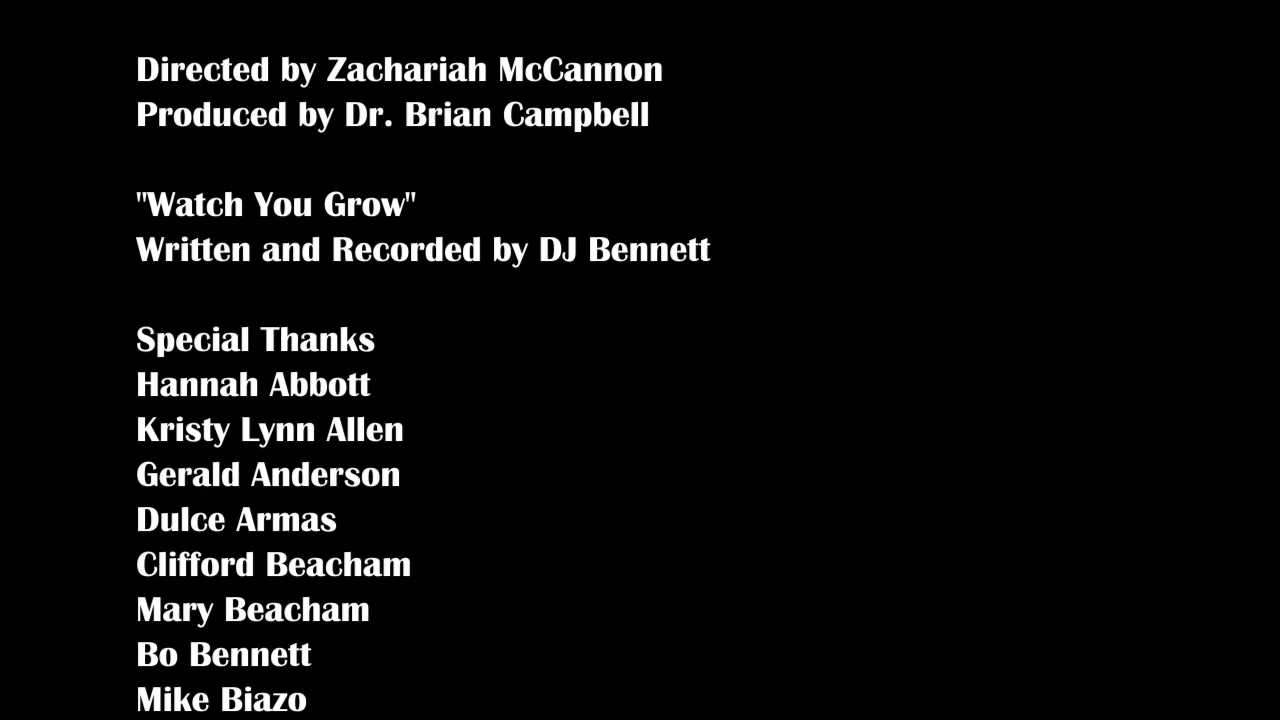 Directed by Zachariah McCannon
Produced by Dr. Brian Campbell
"Watch You Grow"
Written and Recorded by DJ Bennett
Special Thanks
Hannah Abbott
Kristy Lynn Allen
Gerald Anderson
Dulce Armas
Clifford Beacham
Mary Beacham
Bo Bennett
Mike Biazo